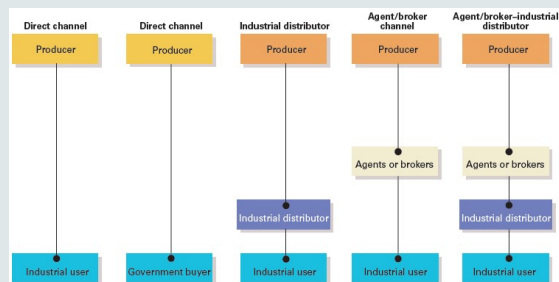 Direct channel
Direct channel
Industrial distributor
Agent/broker
channel
Agent/broker–industrial
distributor
Producer
Producer
Producer
Producer
Producer
Agents or brokers
Agents or brokers
Industrial distributor
Industrial distributor
Industrial user
Government buyer
Industrial user
Industrial user
Industrial user